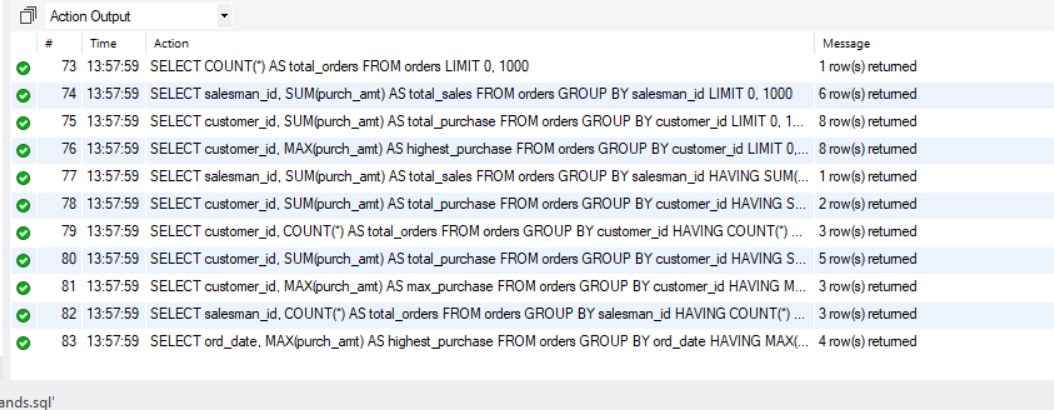 Action Output
# Time Action Message
73 13:57:59 SELECT COUNT(*) AS total_orders FROM orders LIMIT 0, 1000 1 row(s) returned
74 13:57:59 SELECT salesman_id, SUM(purch_amt) AS total_sales FROM orders GROUP BY salesman_id LIMIT 0, 1000 6 row(s) returned
75 13:57:59 SELECT customer_id, SUM(purch_amt) AS total_purchase FROM orders GROUP BY customer_id LIMIT 0, 1... 8 row(s) returned
76 13:57:59 SELECT customer_id, MAX(purch_amt) AS highest_purchase FROM orders GROUP BY customer_id LIMIT 0,... 8 row(s) returned
77 13:57:59 SELECT salesman_id, SUM(purch_amt) AS total_sales FROM orders GROUP BY salesman_id HAVING SUM(... 1 row(s) returned
78 13:57:59 SELECT customer_id, SUM(purch_amt) AS total_purchase FROM orders GROUP BY customer_id HAVING S... 2 row(s) returned
79 13:57:59 SELECT customer_id, COUNT(*) AS total_orders FROM orders GROUP BY customer_id HAVING COUNT(*) ... 3 row(s) returned
80 13:57:59 SELECT customer_id, SUM(purch_amt) AS total_purchase FROM orders GROUP BY customer_id HAVING S... 5 row(s) returned
81 13:57:59 SELECT customer_id, MAX(purch_amt) AS max_purchase FROM orders GROUP BY customer_id HAVING M... 3 row(s) returned
82 13:57:59 SELECT salesman_id, COUNT(*) AS total_orders FROM orders GROUP BY salesman_id HAVING COUNT(*) ... 3 row(s) returned
83 13:57:59 SELECT ord_date, MAX(purch_amt) AS highest_purchase FROM orders GROUP BY ord_date HAVING MAX(... 4 row(s) returned
ands.sql'